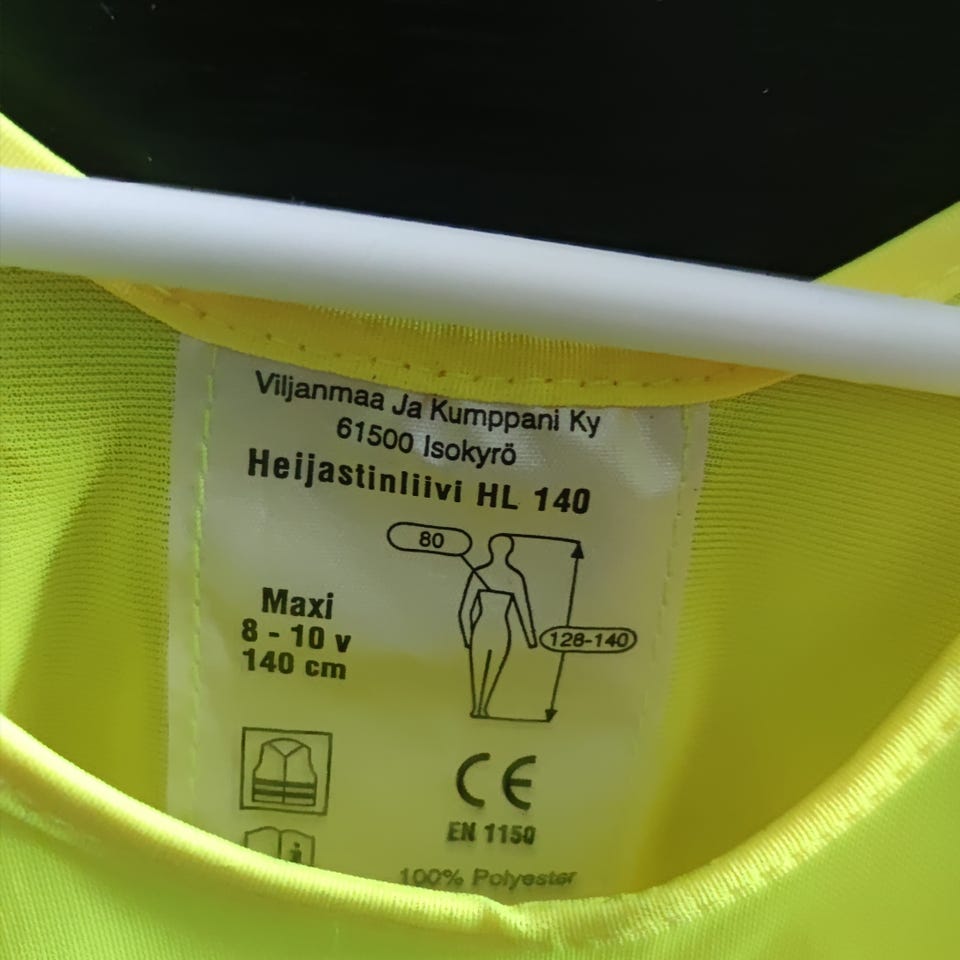 Viljanmaa Ja Kumppani Ky
61500 Isokyrö
Heijastinliivi HL 140
80
Maxi
8 - 10 v
140 cm
128-140
CE
EN 1150
100% Polyester